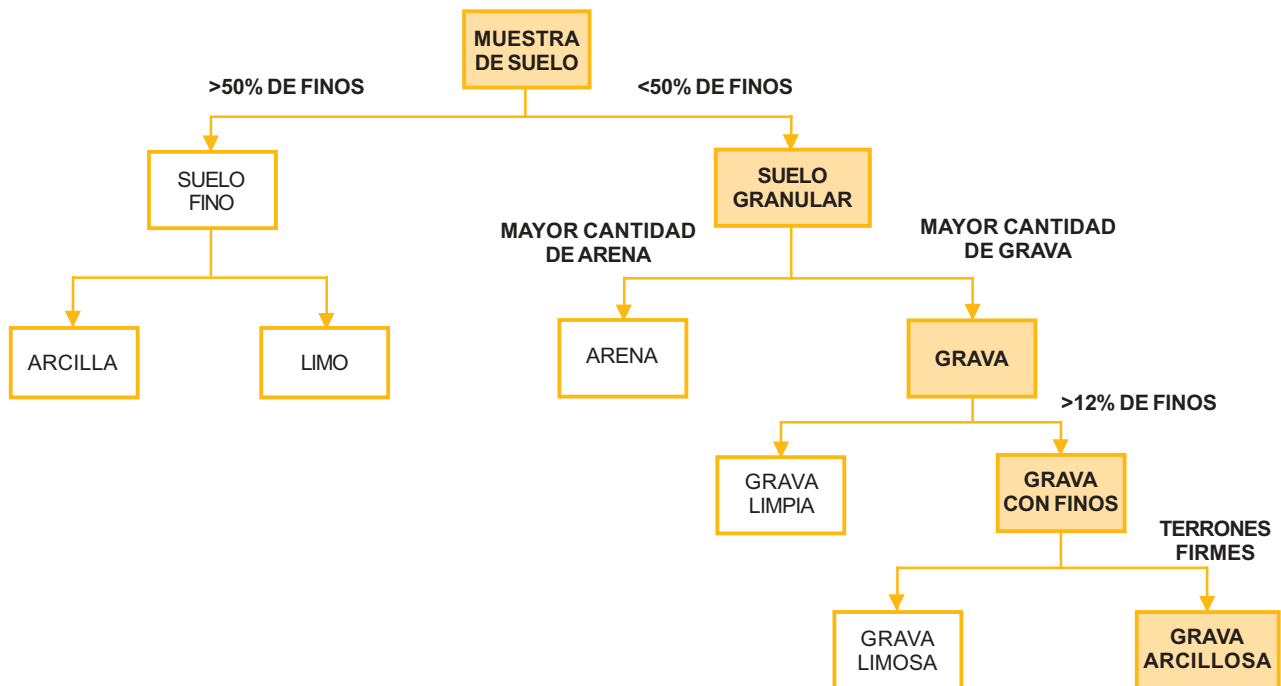 MUESTRA
DE SUELO
>50% DE FINOS
<50% DE FINOS
SUELO
FINO
SUELO
GRANULAR
MAYOR CANTIDAD
DE ARENA
MAYOR CANTIDAD
DE GRAVA
ARCILLA
LIMO
ARENA
GRAVA
>12% DE FINOS
GRAVA
LIMPIA
GRAVA
CON FINOS
TERRONES
FIRMES
GRAVA
LIMOSA
GRAVA
ARCILLOSA